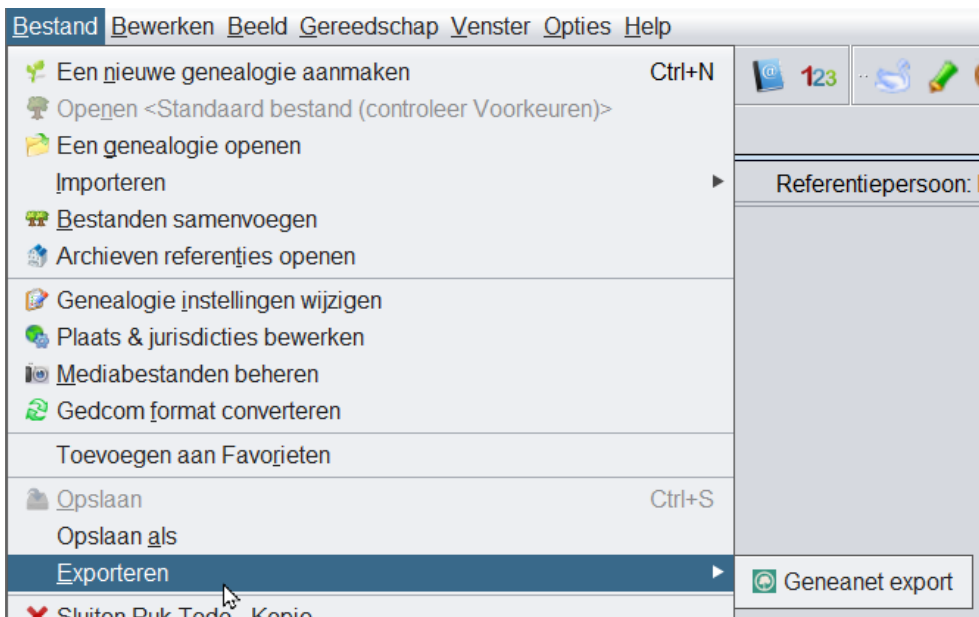 Bestand Bewerken Beeld Gereedschap Venster Opties Help
Een nieuwe genealogie aanmaken Ctrl+N
123
Openen <Standaard bestand (controleer Voorkeuren)>
Een genealogie openen
Importeren
Referentiepersoon:
Bestanden samenvoegen
Archieven referenties openen
Genealogie instellingen wijzigen
Plaats & jurisdicties bewerken
Mediabestanden beheren
Gedcom format converteren
Toevoegen aan Favorieten
Opslaan Ctrl+S
Opslaan als
Exporteren
Geneanet export